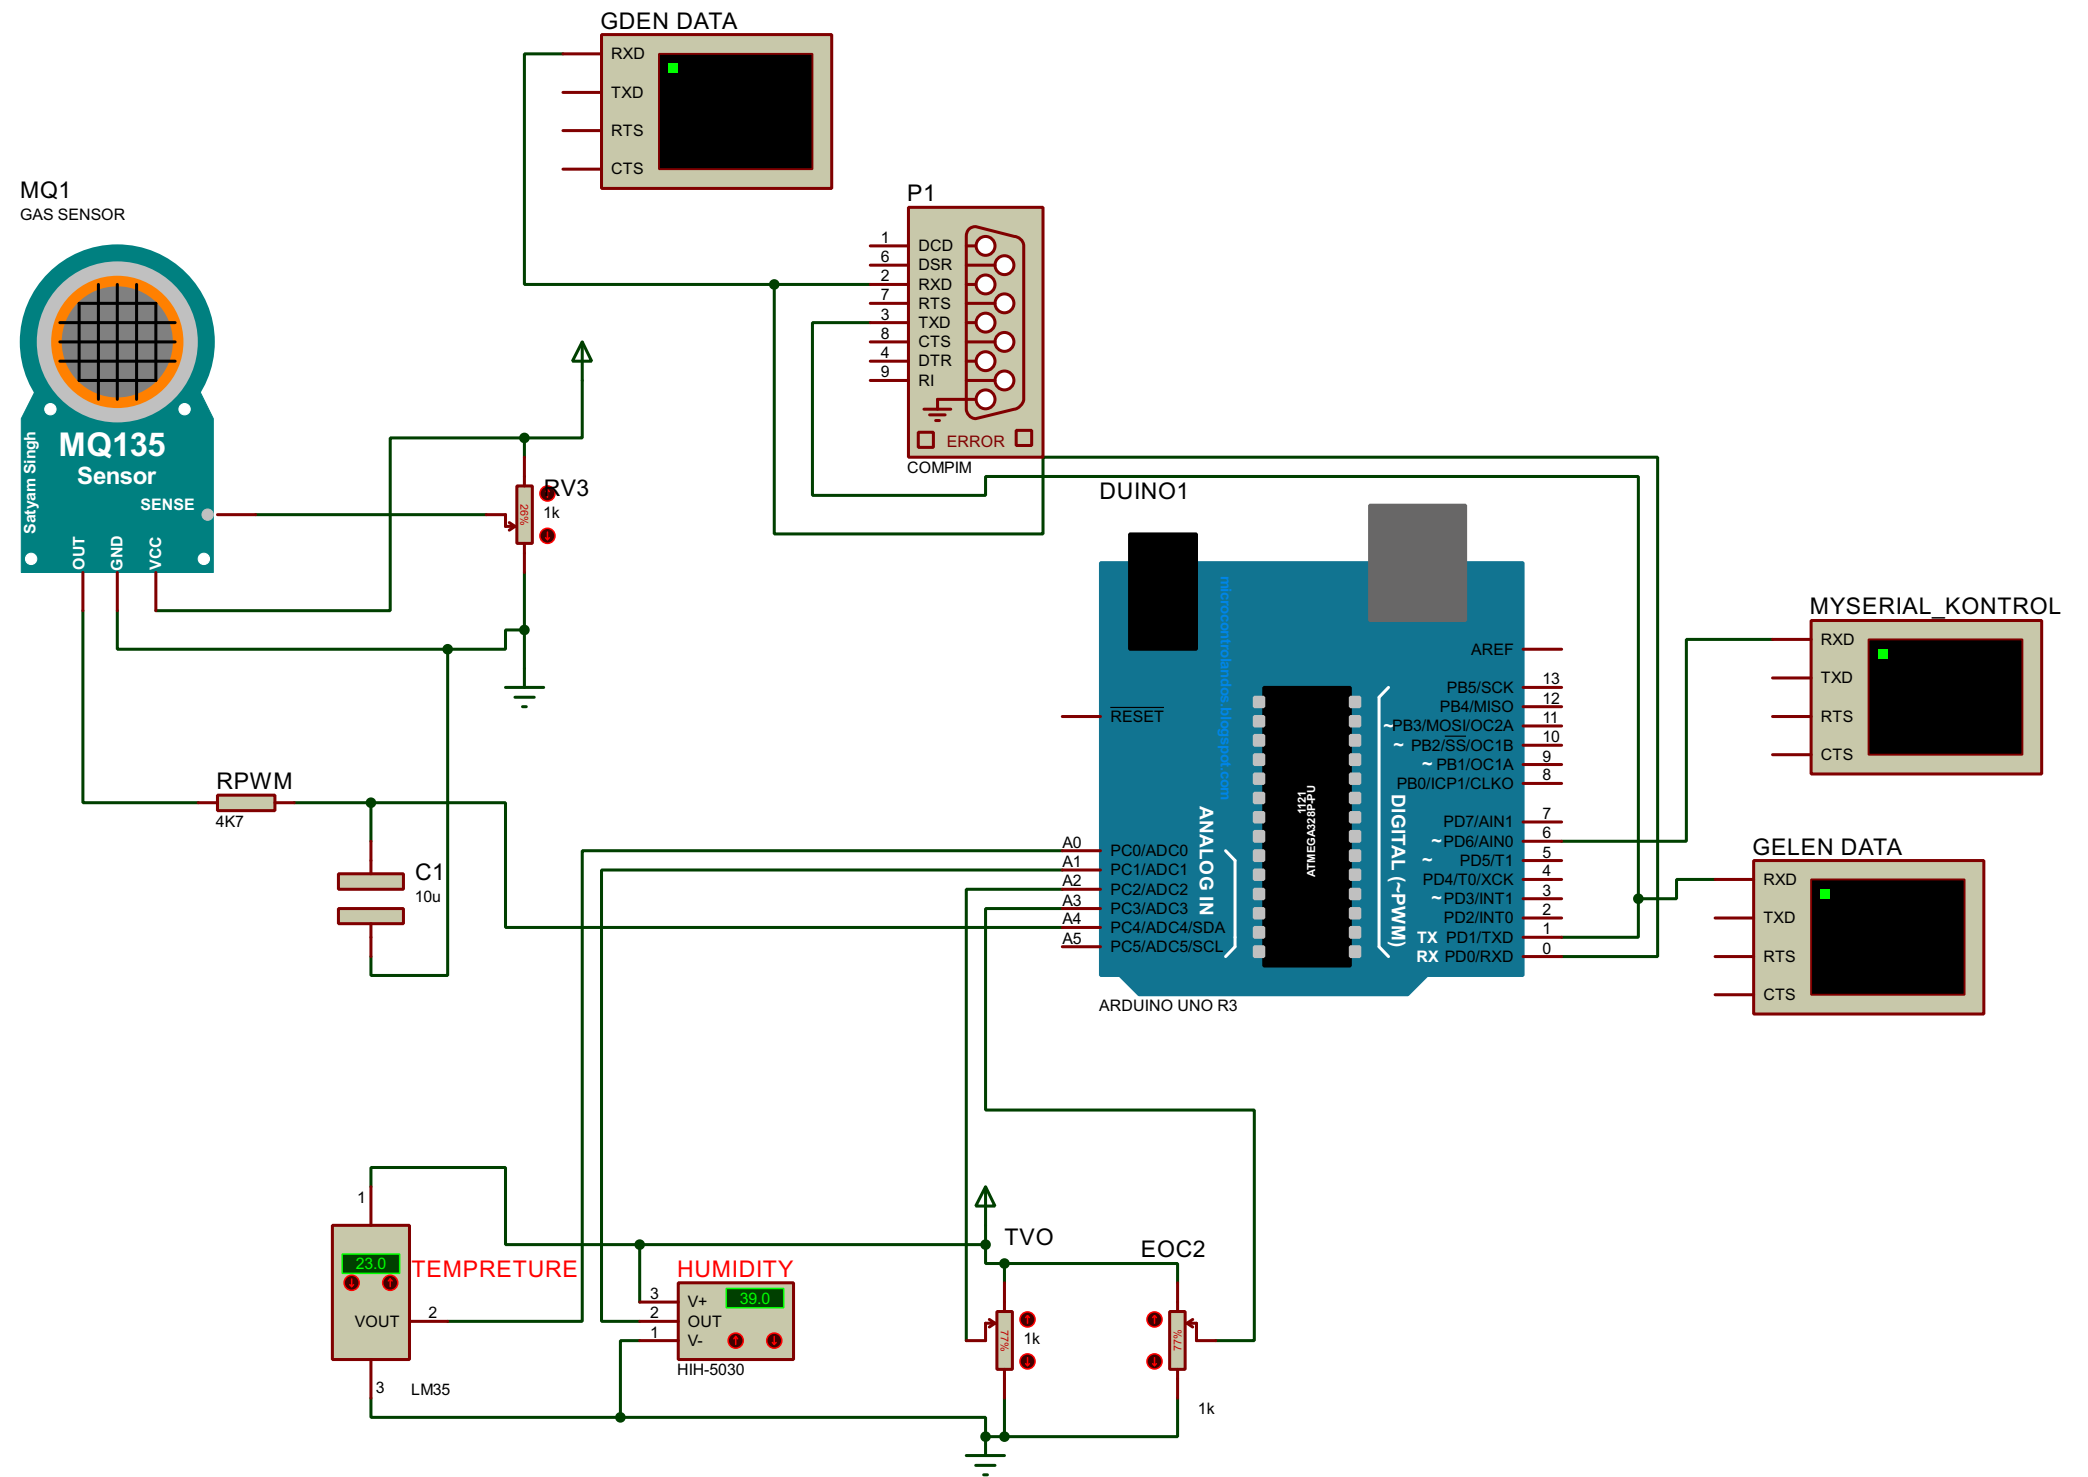 GDEN DATA
RXD
TXD
RTS
CTS
MQ1
GAS SENSOR
MQ135
Sensor
Satyam Singh
SENSE
OUT
GND
VCC
P1
1 DCD
6 DSR
2 RXD
7 RTS
3 TXD
8 CTS
4 DTR
9 RI
ERROR
COMPIM
RV3
1k
26%
RPWM
4K7
C1
10u
DUINO1
microcontrolandos.blogspot.com
RESET
AREF
PB5/SCK 13
PB4/MISO 12
~PB3/MOSI/OC2A 11
~ PB2/SS/OC1B 10
~ PB1/OC1A 9
PB0/ICP1/CLKO 8
PD7/AIN1 7
~PD6/AIN0 6
~ PD5/T1 5
PD4/T0/XCK 4
~PD3/INT1 3
PD2/INT0 2
TX PD1/TXD 1
RX PD0/RXD 0
DIGITAL (~PWM)
1121
ATMEGA328P-PU
ANALOG IN
A0 PC0/ADC0
A1 PC1/ADC1
A2 PC2/ADC2
A3 PC3/ADC3
A4 PC4/ADC4/SDA
A5 PC5/ADC5/SCL
ARDUINO UNO R3
MYSERIAL_KONTROL
RXD
TXD
RTS
CTS
GELEN DATA
RXD
TXD
RTS
CTS
1
23.0
TEMPRETURE
VOUT 2
3
LM35
HUMIDITY
39.0
3 V+
2 OUT
1 V-
HIH-5030
TVO
1k
77%
EOC2
77%
1k